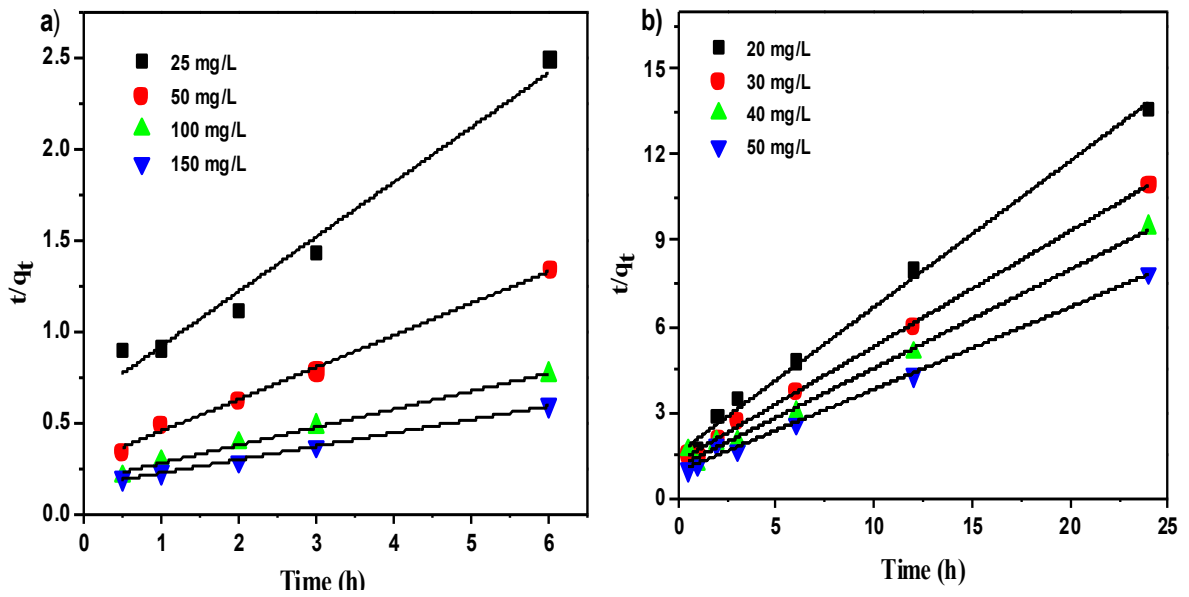 a)
25 mg/L
50 mg/L
100 mg/L
150 mg/L
2.5
2.0
1.5
1.0
0.5
0.0
t/qt
0 1 2 3 4 5 6
Time (h)
b)
20 mg/L
30 mg/L
40 mg/L
50 mg/L
15
12
9
6
3
0
t/qt
0 5 10 15 20 25
Time (h)